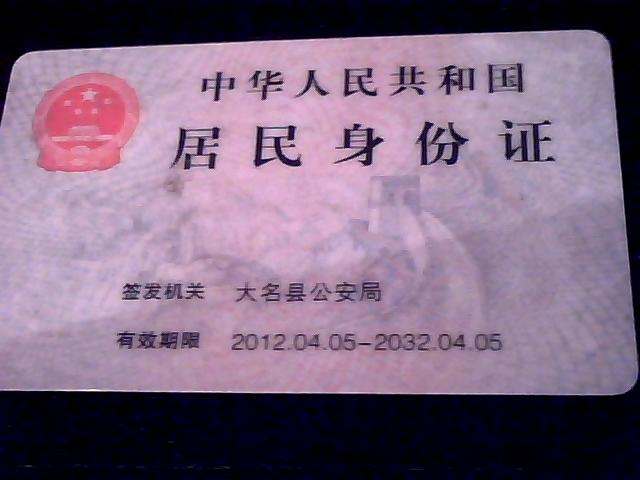 中华人民共和国
居民身份证
签发机关 大名县公安局
有效期限 2012.04.05-2032.04.05